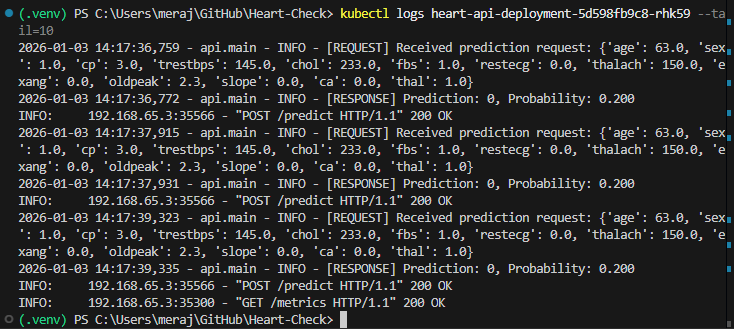 (.venv) PS C:\Users\meraj\GitHub\Heart-Check> kubectl logs heart-api-deployment-5d598fb9c8-rhk59 --ta
il=10
2026-01-03 14:17:36,759 - api.main - INFO - [REQUEST] Received prediction request: {'age': 63.0, 'sex
': 1.0, 'cp': 3.0, 'trestbps': 145.0, 'chol': 233.0, 'fbs': 1.0, 'restecg': 0.0, 'thalach': 150.0, 'e
xang': 0.0, 'oldpeak': 2.3, 'slope': 0.0, 'ca': 0.0, 'thal': 1.0}
2026-01-03 14:17:36,772 - api.main - INFO - [RESPONSE] Prediction: 0, Probability: 0.200
INFO:     192.168.65.3:35566 - "POST /predict HTTP/1.1" 200 OK
2026-01-03 14:17:37,915 - api.main - INFO - [REQUEST] Received prediction request: {'age': 63.0, 'sex
': 1.0, 'cp': 3.0, 'trestbps': 145.0, 'chol': 233.0, 'fbs': 1.0, 'restecg': 0.0, 'thalach': 150.0, 'e
xang': 0.0, 'oldpeak': 2.3, 'slope': 0.0, 'ca': 0.0, 'thal': 1.0}
2026-01-03 14:17:37,931 - api.main - INFO - [RESPONSE] Prediction: 0, Probability: 0.200
INFO:     192.168.65.3:35566 - "POST /predict HTTP/1.1" 200 OK
2026-01-03 14:17:39,323 - api.main - INFO - [REQUEST] Received prediction request: {'age': 63.0, 'sex
': 1.0, 'cp': 3.0, 'trestbps': 145.0, 'chol': 233.0, 'fbs': 1.0, 'restecg': 0.0, 'thalach': 150.0, 'e
xang': 0.0, 'oldpeak': 2.3, 'slope': 0.0, 'ca': 0.0, 'thal': 1.0}
2026-01-03 14:17:39,335 - api.main - INFO - [RESPONSE] Prediction: 0, Probability: 0.200
INFO:     192.168.65.3:35566 - "POST /predict HTTP/1.1" 200 OK
INFO:     192.168.65.3:35300 - "GET /metrics HTTP/1.1" 200 OK
(.venv) PS C:\Users\meraj\GitHub\Heart-Check>